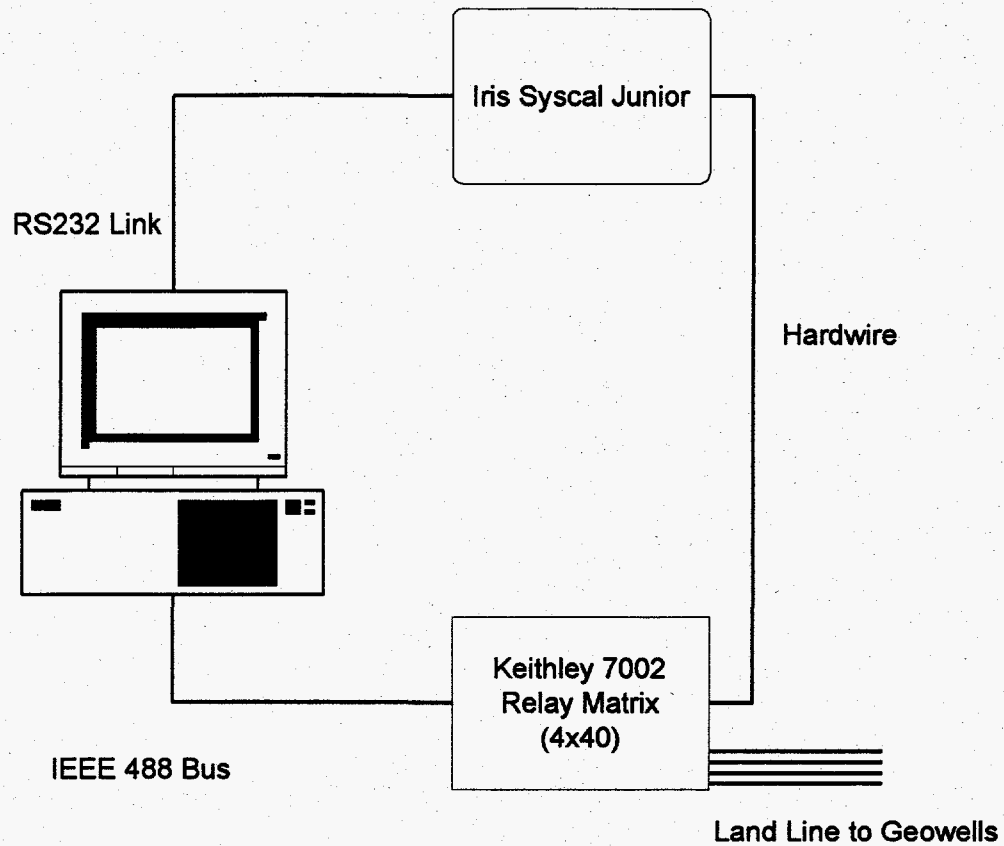 Iris Syscal Junior
RS232 Link
Hardwire
Keithley 7002
Relay Matrix
(4x40)
IEEE 488 Bus
Land Line to Geowells